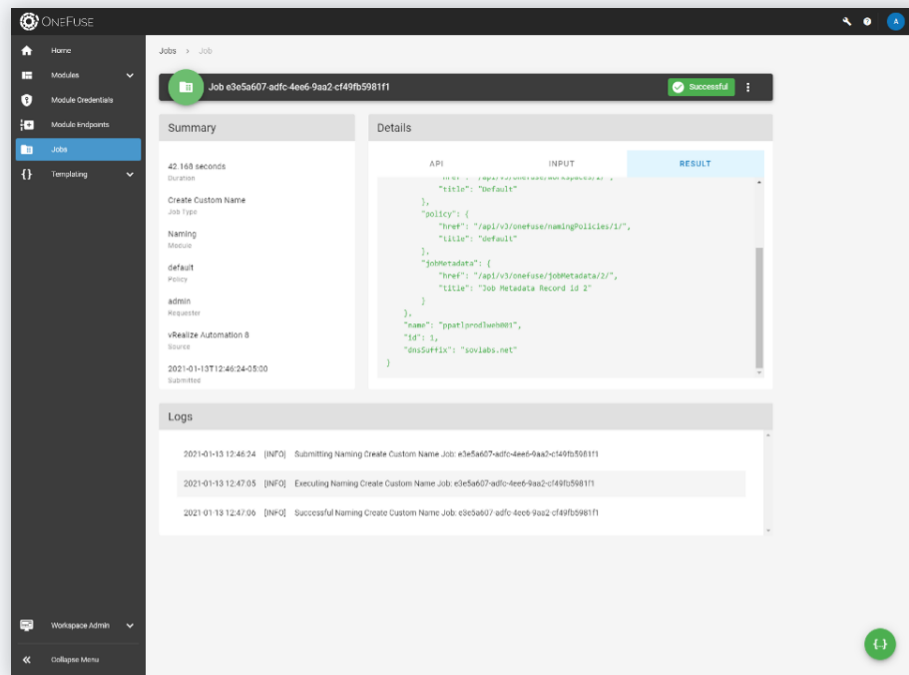 ONEFUSE
A
Home
Modules
Module Credentials
Module Endpoints
Jobs
Templating
Workspace Admin
Collapse Menu
Jobs > Job
Job e3e5a607-adfc-4ee6-9aa2-cf49fb5981f1
Successful
Summary
42.168 seconds
Duration
Create Custom Name
Job Type
Naming
Module
default
Policy
admin
Requester
vRealize Automation 8
Source
2021-01-13T12:46:24-05:00
Submitted
Details
API INPUT RESULT
"href": "/api/v3/onefuse/workspaces/2/",
"title": "Default"
},
"policy": {
"href": "/api/v3/onefuse/namingPolicies/1/",
"title": "default"
},
"jobMetadata": {
"href": "/api/v3/onefuse/jobMetadata/2/",
"title": "Job Metadata Record id 2"
}
},
"name": "ppatlprndlweb001",
"id": 1,
"dnsSuffix": "sovlabs.net"
}
Logs
2021-01-13 12:46:24 [INFO] Submitting Naming Create Custom Name Job: e3e5a607-adfc-4ee6-9aa2-cf49fb5981f1
2021-01-13 12:47:05 [INFO] Executing Naming Create Custom Name Job: e3e5a607-adfc-4ee6-9aa2-cf49fb5981f1
2021-01-13 12:47:06 [INFO] Successful Naming Create Custom Name Job: e3e5a607-adfc-4ee6-9aa2-cf49fb5981f1
{...}